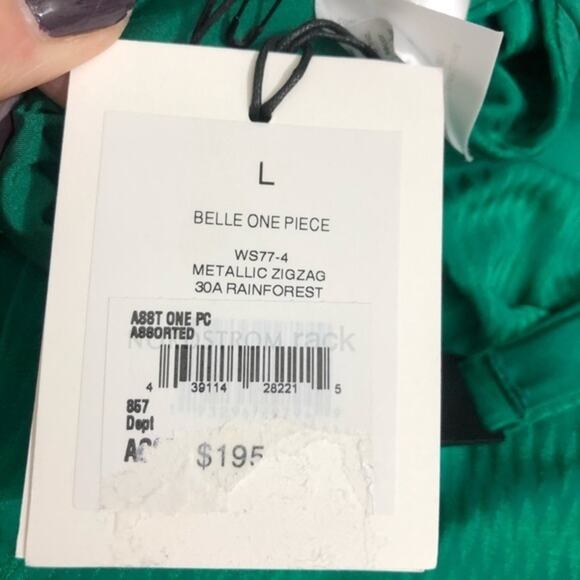 L
BELLE ONE PIECE
WS77-4
METALLIC ZIGZAG
30A RAINFOREST
ASST ONE PC
ASSORTED
NORDSTROM rack
4 39114 28221 5
857
Dept
$195